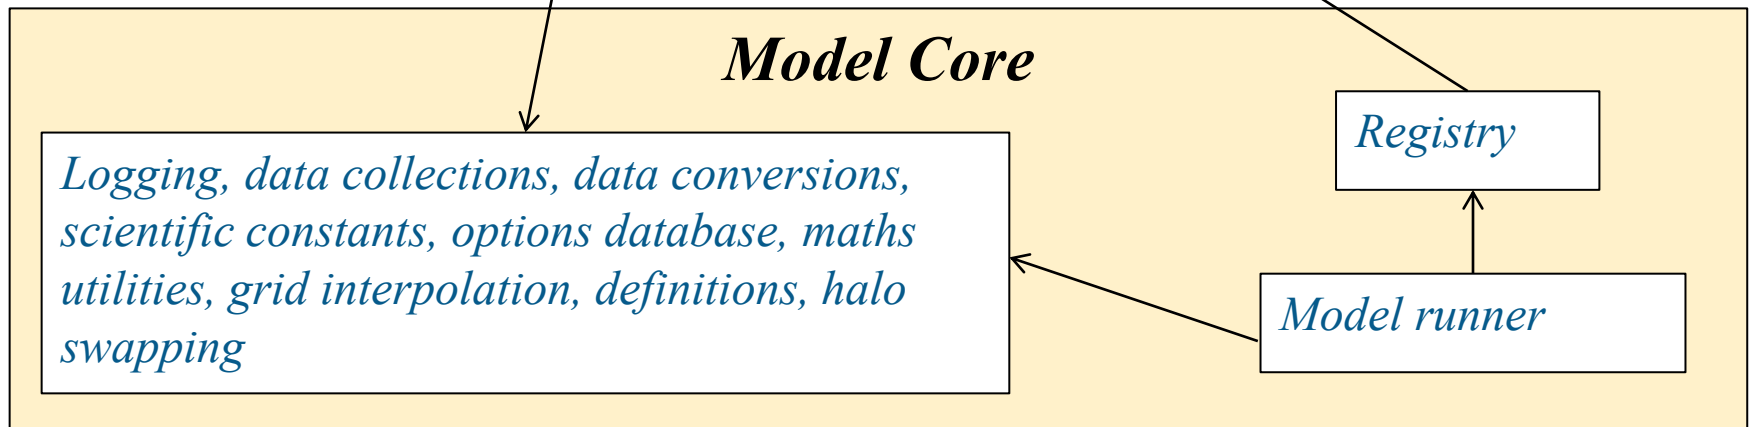 Model Core
Registry
Logging, data collections, data conversions,
scientific constants, options database, maths
utilities, grid interpolation, definitions, halo
swapping
Model runner